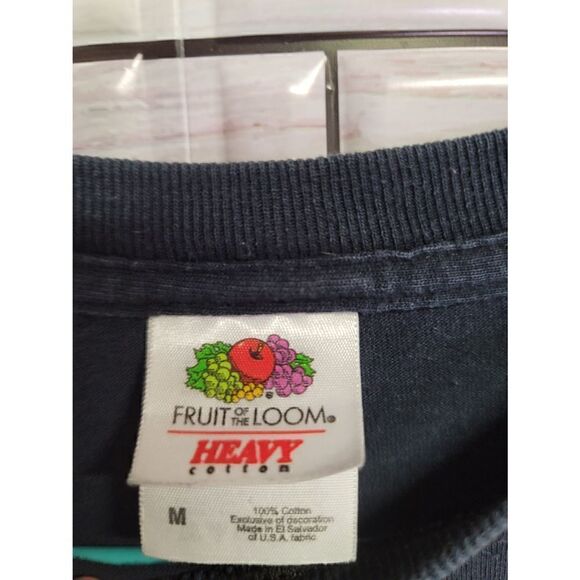 FRUIT OF THE LOOM®
HEAVY
cotton
M
100% Cotton
Exclusive of decoration
Made in El Salvador
of U.S.A. fabric